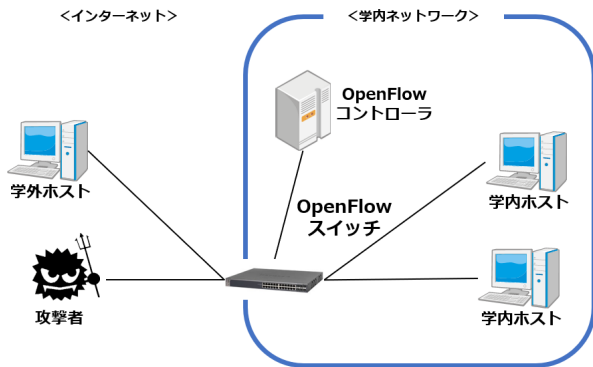 <インターネット>
<学内ネットワーク>
OpenFlow
コントローラ
学外ホスト
OpenFlow
スイッチ
学内ホスト
攻撃者
学内ホスト